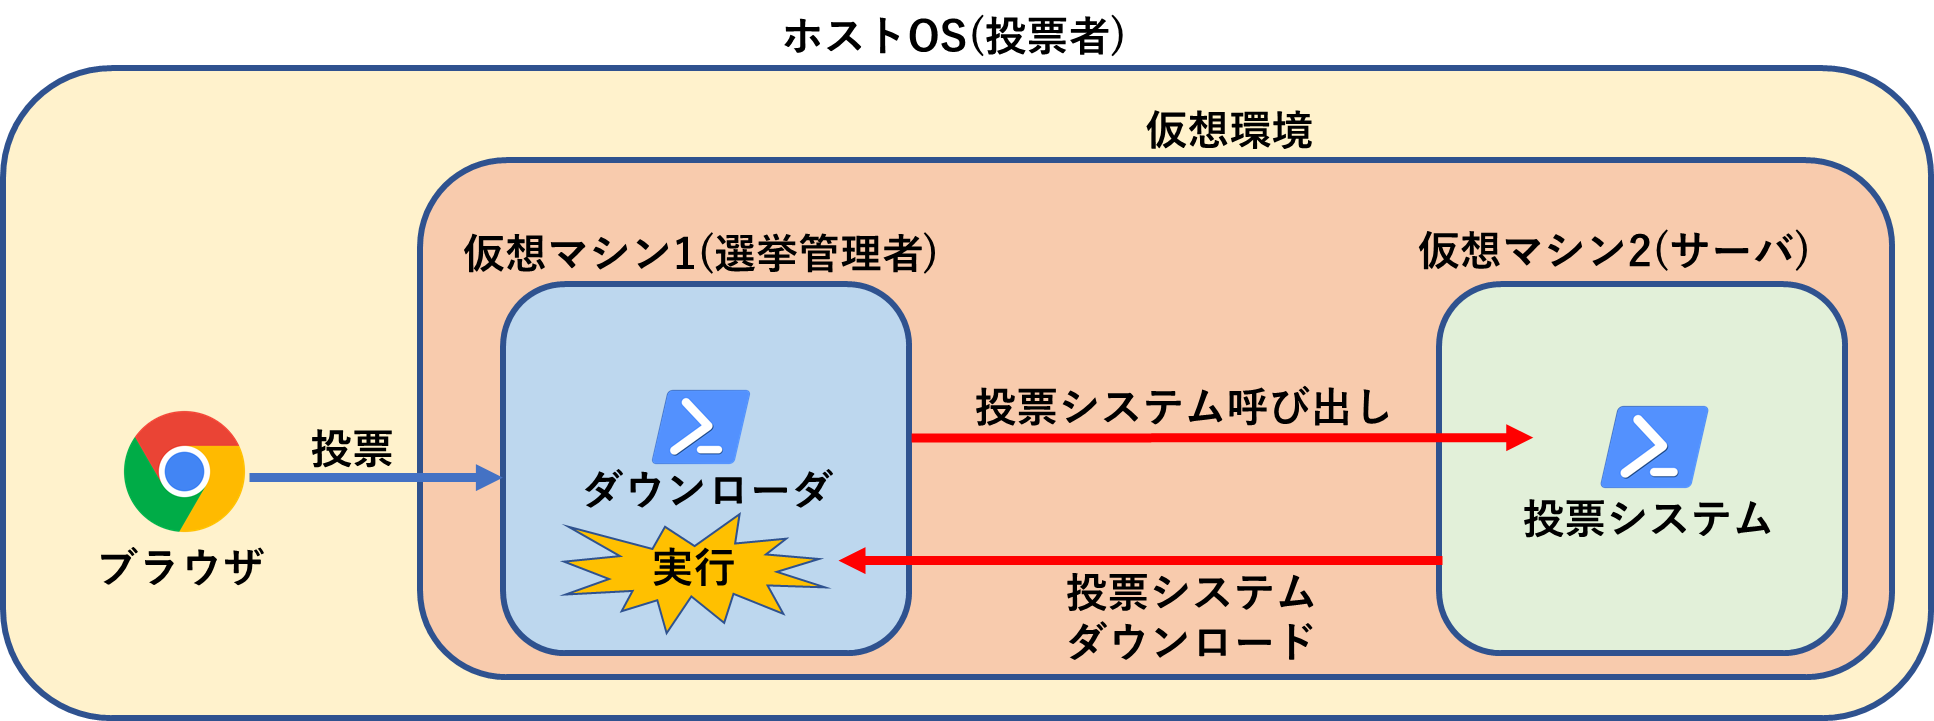 ホストOS(投票者)
仮想環境
仮想マシン1(選挙管理者)
仮想マシン2(サーバ)
投票
ブラウザ
ダウンローダ
実行
投票システム呼び出し
投票システム
ダウンロード
投票システム